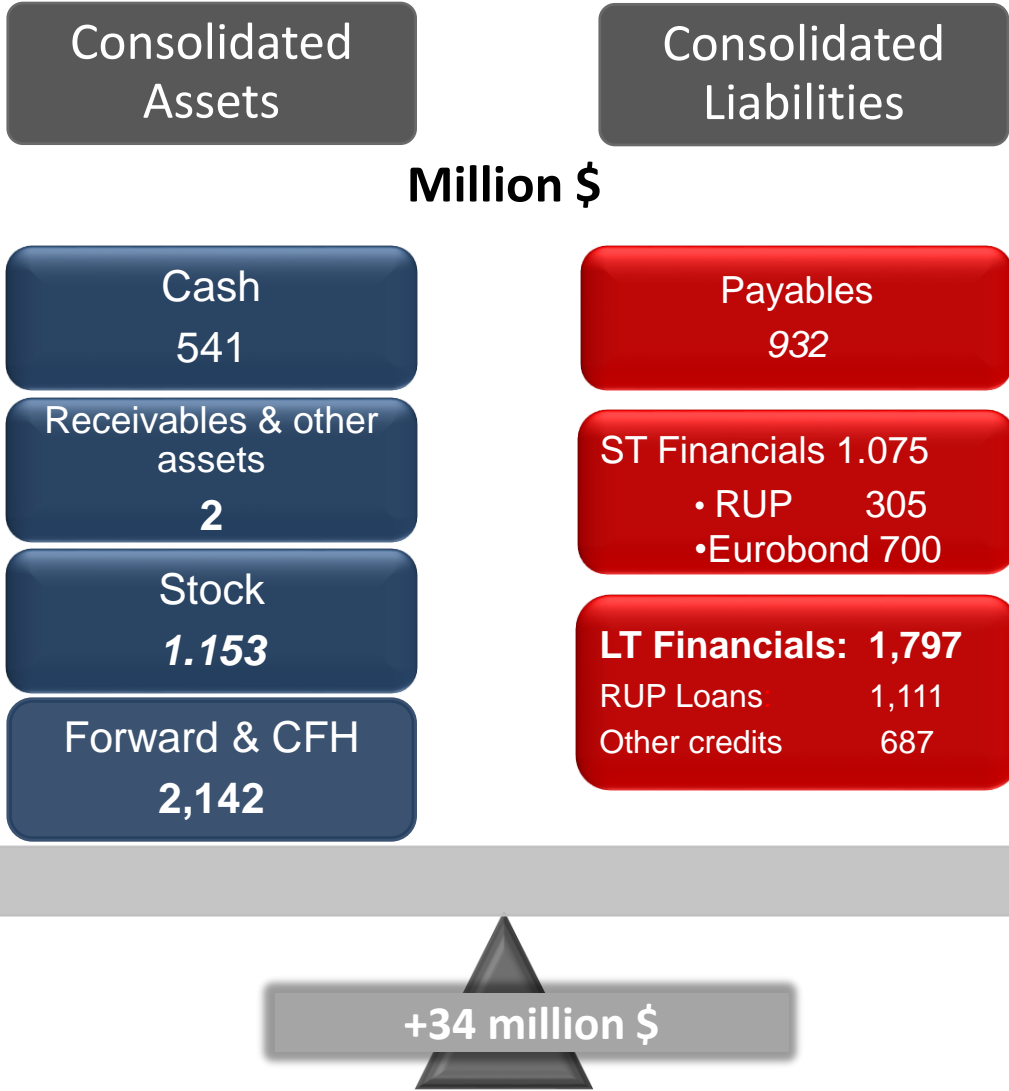 Consolidated
Assets
Consolidated
Liabilities
Million $
Cash
541
Receivables & other
assets
2
Stock
1.153
Forward & CFH
2,142
Payables
932
ST Financials 1.075
• RUP 305
•Eurobond 700
LT Financials: 1,797
RUP Loans 1,111
Other credits 687
+34 million $